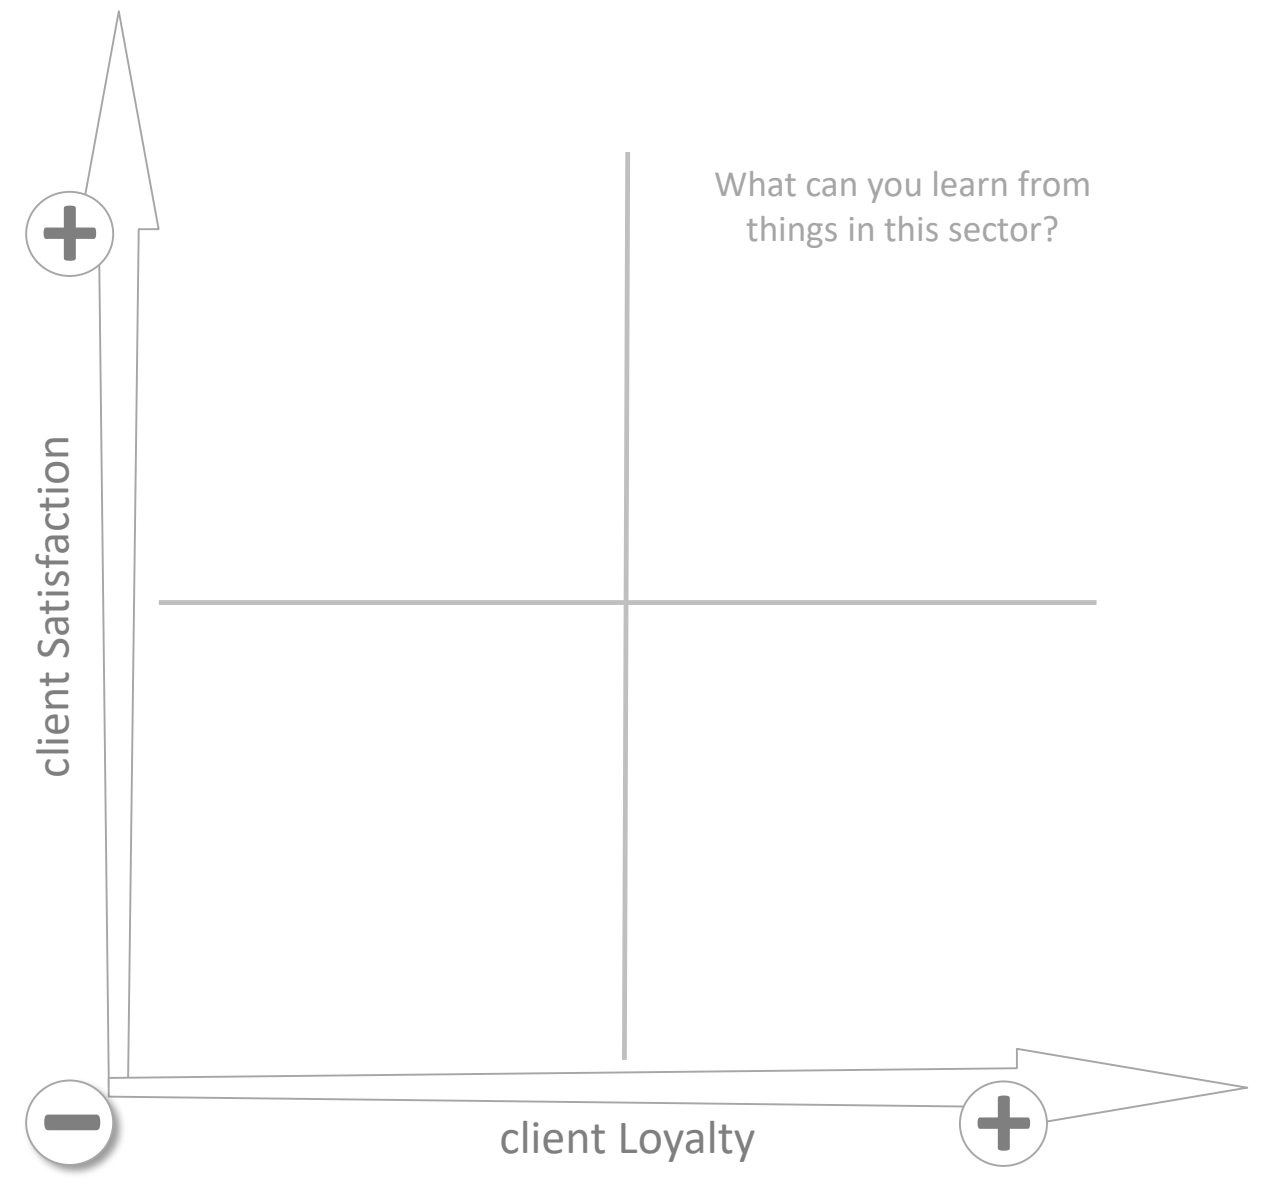 What can you learn from
things in this sector?
client Satisfaction
client Loyalty